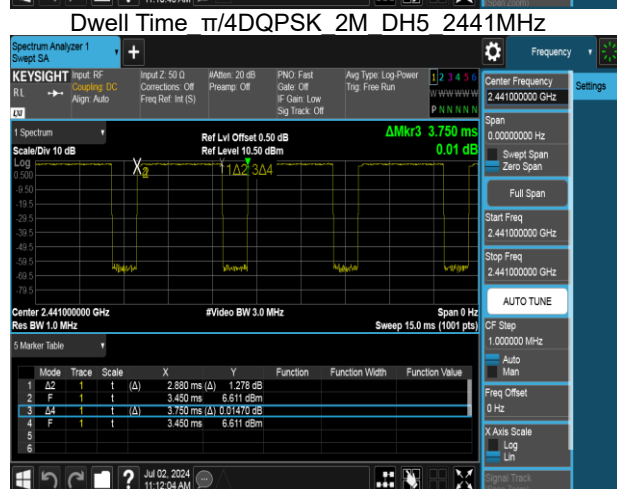 Dwell Time_π/4DQPSK_2M_DH5_2441MHz
Spectrum Analyzer 1
Swept SA
Frequency
KEYSIGHT
RL
Input: RF
Coupling: DC
Align: Auto
Input Z: 50 Ω
Corrections: Off
Freq Ref: Int (S)
#Atten: 20 dB
Preamp: Off
PNO: Fast
Gate: Off
IF Gain: Low
Sig Track: Off
Avg Type: Log-Power
Trig: Free Run
1 2 3 4 5 6
W W W W W W
P N N N N N
LXI
1 Spectrum
Scale/Div 10 dB
Log
Ref Lvl Offset 0.50 dB
Ref Level 10.50 dBm
ΔMkr3 3.750 ms
0.01 dB
0.500
-9.50
-19.5
-29.5
-39.5
-49.5
-59.5
-69.5
-79.5
X2
1Δ2 3Δ4
Center 2.441000000 GHz
#Video BW 3.0 MHz
Span 0 Hz
Res BW 1.0 MHz
Sweep 15.0 ms (1001 pts)
5 Marker Table
Mode Trace Scale X Y Function Function Width Function Value
1 Δ2 1 t (Δ) 2.880 ms (Δ) 1.278 dB
2 F 1 t 3.450 ms 6.611 dBm
3 Δ4 1 t (Δ) 3.750 ms (Δ) 0.01470 dB
4 F 1 t 3.450 ms 6.611 dBm
5
6
Jul 02, 2024
11:12:04 AM
Center Frequency
2.441000000 GHz
Settings
Span
0.00000000 Hz
Swept Span
Zero Span
Full Span
Start Freq
2.441000000 GHz
Stop Freq
2.441000000 GHz
AUTO TUNE
CF Step
1.000000 MHz
Auto
Man
Freq Offset
0 Hz
X Axis Scale
Log
Lin
Signal Track